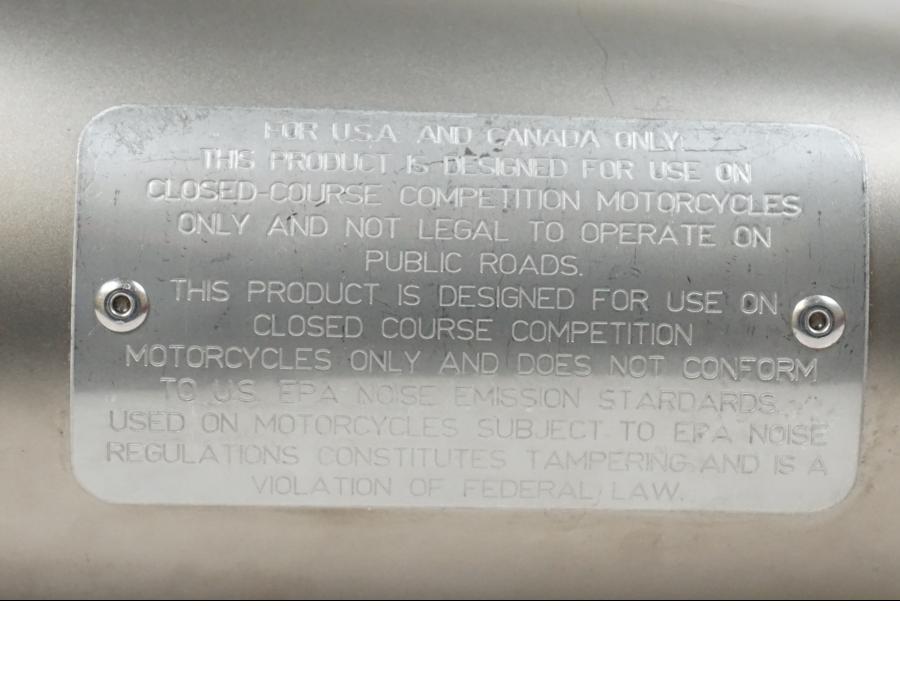 FOR U.S.A AND CANADA ONLY:
THIS PRODUCT IS DESIGNED FOR USE ON
CLOSED-COURSE COMPETITION MOTORCYCLES
ONLY AND NOT LEGAL TO OPERATE ON
PUBLIC ROADS.
THIS PRODUCT IS DESIGNED FOR USE ON
CLOSED COURSE COMPETITION
MOTORCYCLES ONLY AND DOES NOT CONFORM
TO U.S. EPA NOISE EMISSION STARDARDS.
USED ON MOTORCYCLES SUBJECT TO EPA NOISE
REGULATIONS CONSTITUTES TAMPERING AND IS A
VIOLATION OF FEDERAL LAW.